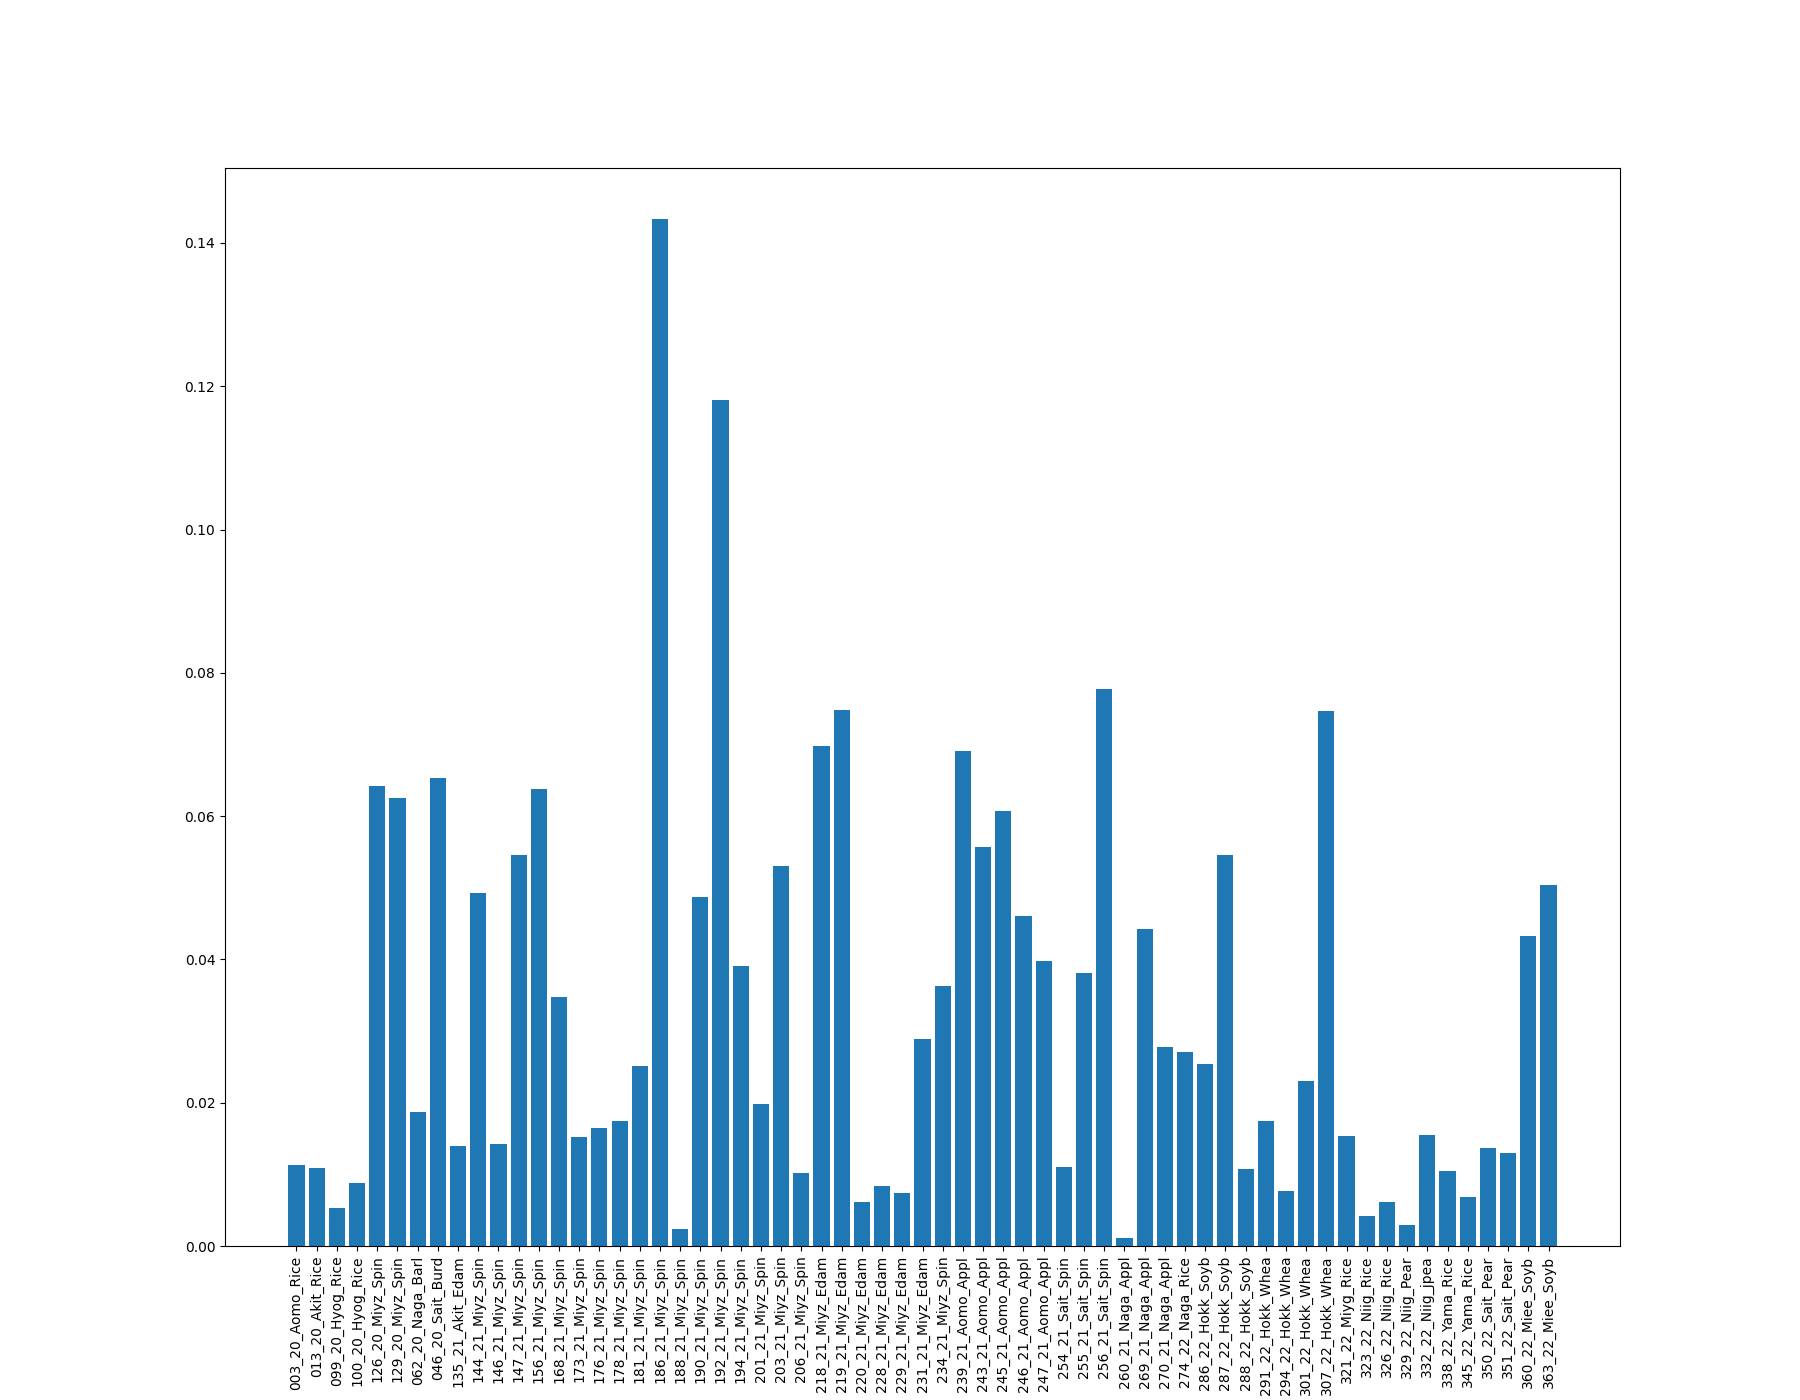 0.14
0.12
0.10
0.08
0.06
0.04
0.02
0.00
003_20_Aomo_Rice
013_20_Akit_Rice
099_20_Hyog_Rice
100_20_Hyog_Rice
126_20_Miyz_Spin
129_20_Miyz_Spin
062_20_Naga_Barl
046_20_Sait_Burd
135_21_Akit_Edam
144_21_Miyz_Spin
146_21_Miyz_Spin
147_21_Miyz_Spin
156_21_Miyz_Spin
168_21_Miyz_Spin
173_21_Miyz_Spin
176_21_Miyz_Spin
178_21_Miyz_Spin
181_21_Miyz_Spin
186_21_Miyz_Spin
188_21_Miyz_Spin
190_21_Miyz_Spin
192_21_Miyz_Spin
194_21_Miyz_Spin
201_21_Miyz_Spin
203_21_Miyz_Spin
206_21_Miyz_Spin
218_21_Miyz_Edam
219_21_Miyz_Edam
220_21_Miyz_Edam
228_21_Miyz_Edam
229_21_Miyz_Edam
231_21_Miyz_Edam
234_21_Miyz_Spin
239_21_Aomo_Appl
243_21_Aomo_Appl
245_21_Aomo_Appl
246_21_Aomo_Appl
247_21_Aomo_Appl
254_21_Sait_Spin
255_21_Sait_Spin
256_21_Sait_Spin
260_21_Naga_Appl
269_21_Naga_Appl
270_21_Naga_Appl
274_22_Naga_Rice
286_22_Hokk_Soyb
287_22_Hokk_Soyb
288_22_Hokk_Soyb
291_22_Hokk_Whea
294_22_Hokk_Whea
301_22_Hokk_Whea
307_22_Hokk_Whea
321_22_Miyg_Rice
323_22_Niig_Rice
326_22_Niig_Rice
329_22_Niig_Pear
332_22_Niig_jpea
338_22_Yama_Rice
345_22_Yama_Rice
350_22_Sait_Pear
351_22_Sait_Pear
360_22_Miee_Soyb
363_22_Miee_Soyb